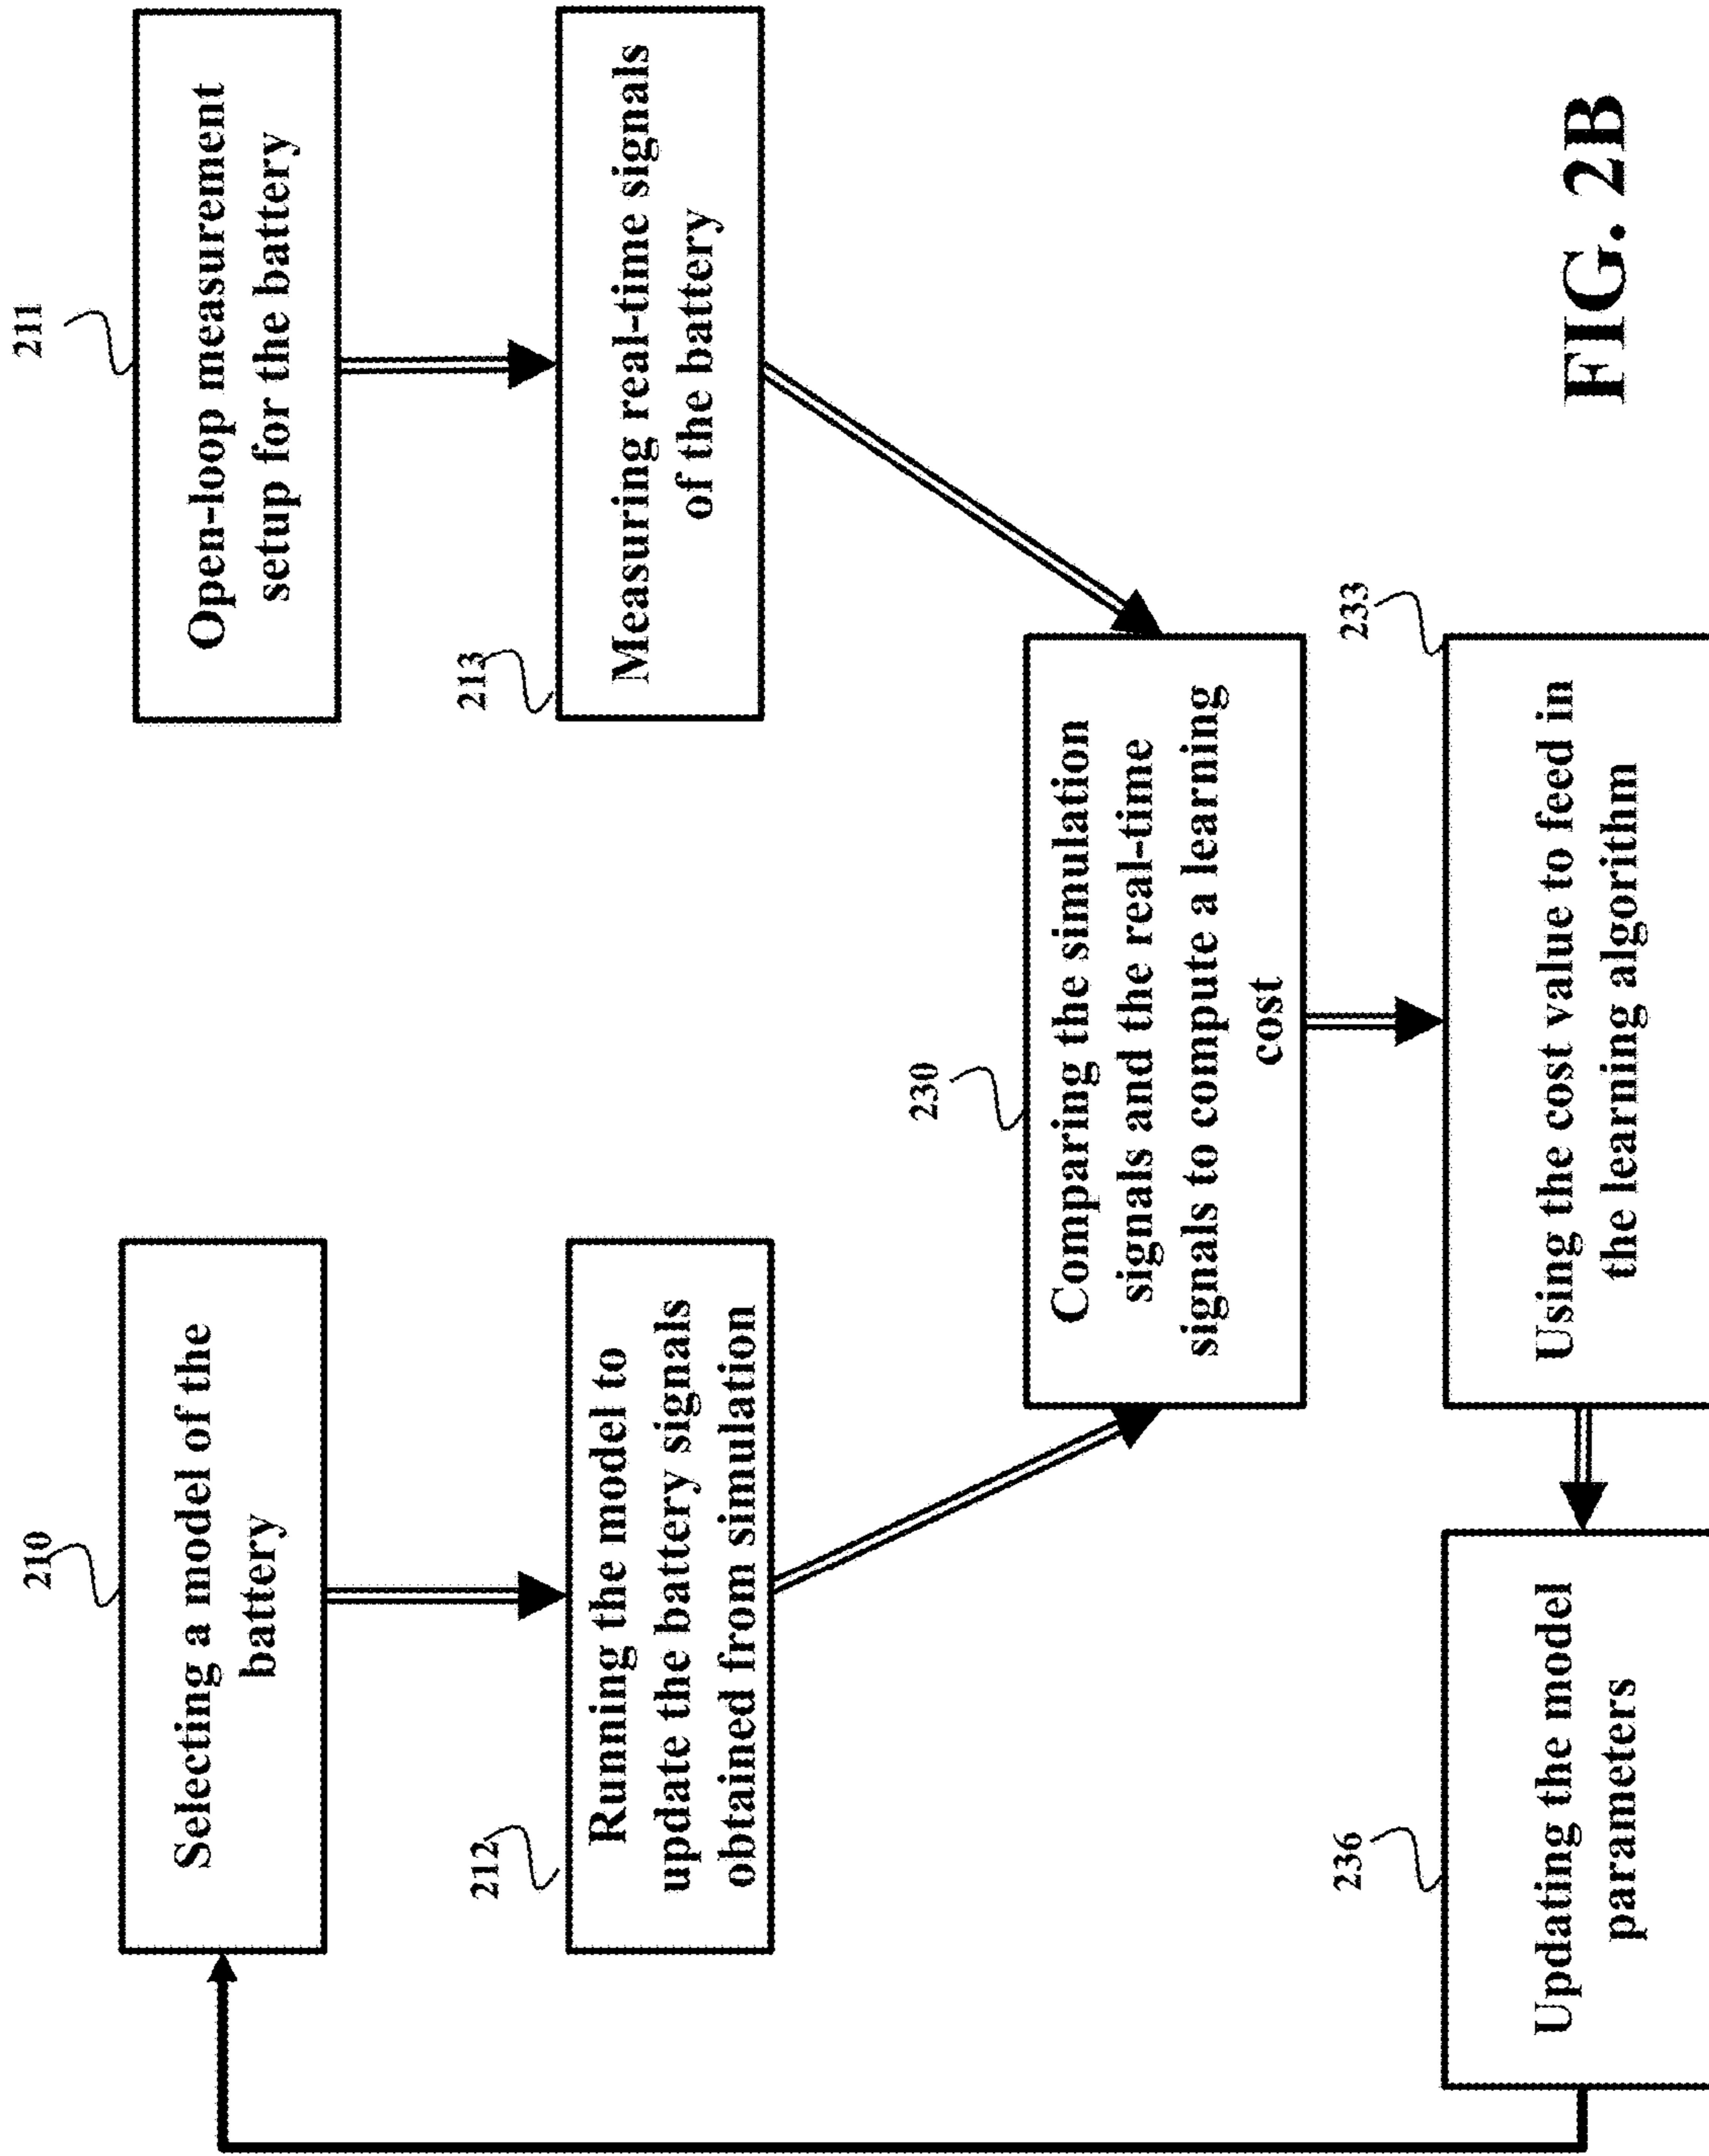 210
Selecting a model of the
battery
211
Open-loop measurement
setup for the battery
212
Running the model to
update the battery signals
obtained from simulation
213
Measuring real-time signals
of the battery
230
Comparing the simulation
signals and the real-time
signals to compute a learning
cost
236
Updating the model
parameters
233
Using the cost value to feed in
the learning algorithm
FIG. 2B